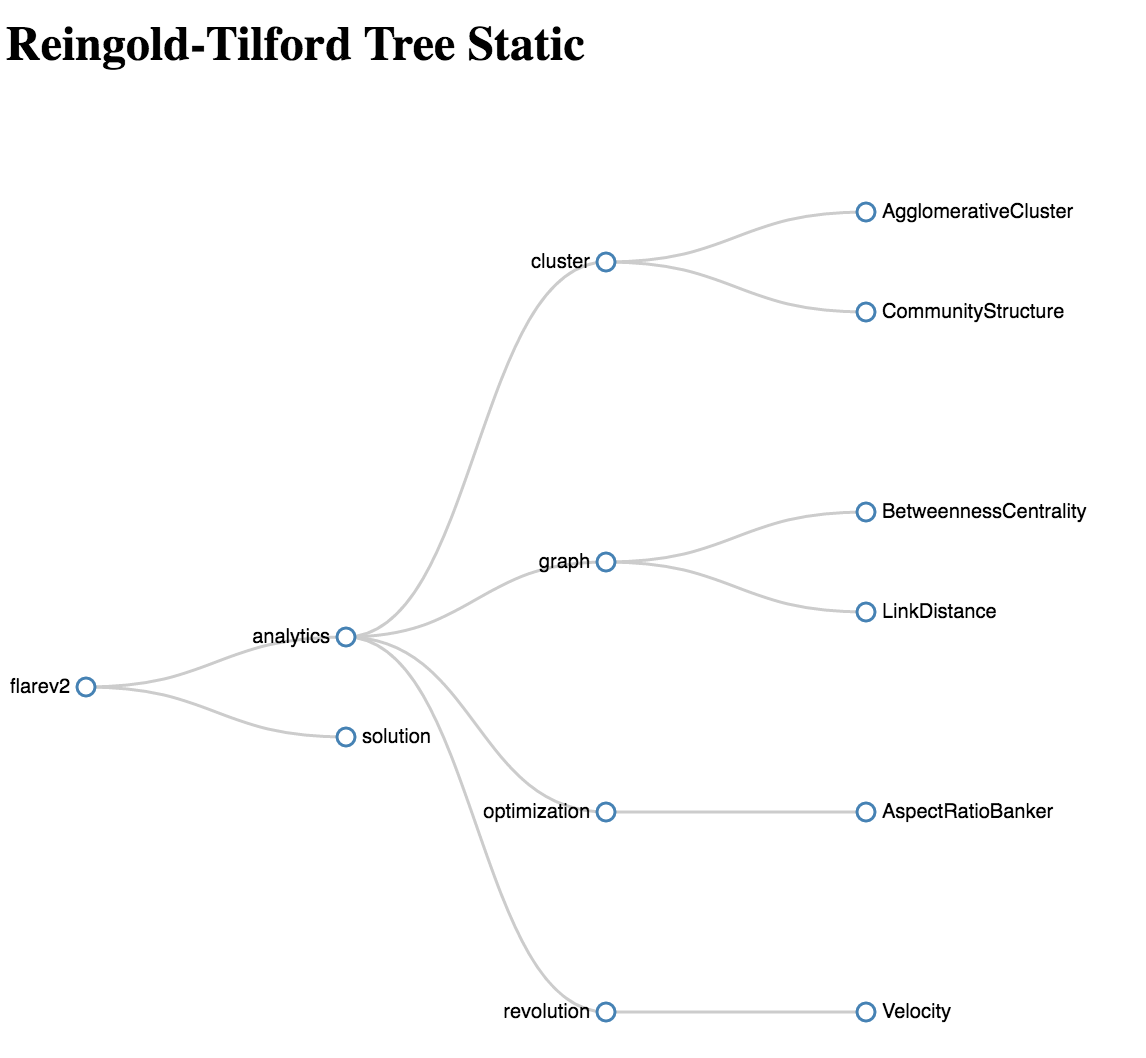 Reingold-Tilford Tree Static
AgglomerativeCluster
cluster
CommunityStructure
BetweennessCentrality
graph
LinkDistance
analytics
flarev2
solution
optimization
AspectRatioBanker
revolution
Velocity